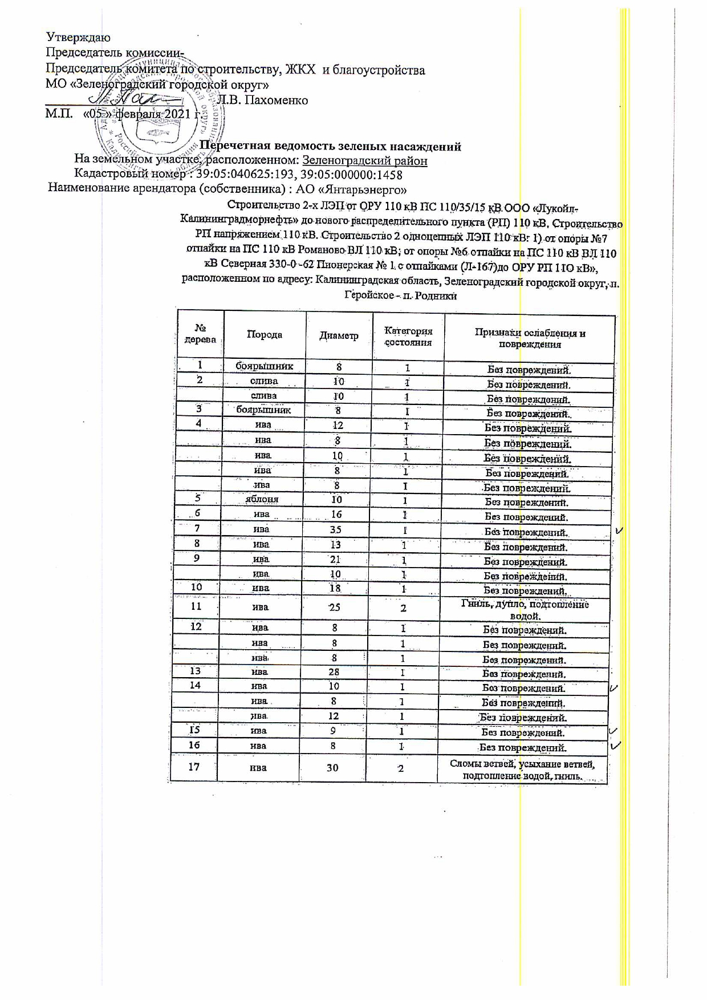 Утверждаю
Председатель комиссии-
Председатель комитета по строительству, ЖКХ и благоустройства
МО «Зеленоградский городской округ»
Л.В. Пахоменко
М.П. «05» февраля 2021 г.
Перечетная ведомость зеленых насаждений
На земельном участке, расположенном: Зеленоградский район
Кадастровый номер : 39:05:040625:193, 39:05:000000:1458
Наименование арендатора (собственника) : АО «Янтарьэнерго»
Строительство 2-х ЛЭП от ОРУ 110 кВ ПС 110/35/15 кВ ООО «Лукойл-
Калининградморнефть» до нового распределительного пункта (РП) 110 кВ, Строительство
РП напряжением 110 кВ. Строительство 2 одноцепных ЛЭП 110 кВ: 1) от опоры №7
отпайки на ПС 110 кВ Романово ВЛ 110 кВ; от опоры №6 отпайки на ПС 110 кВ ВЛ 110
кВ Северная 330-0 -62 Пионерская № 1 с отпайками (Л-167)до ОРУ РП 110 кВ»,
расположенном по адресу: Калининградская область, Зеленоградский городской округ, п.
Геройское - п. Родники
№ дерева Порода Диаметр Категория состояния Признаки ослабления и повреждения
1 боярышник 8 1 Без повреждений.
2 слива 10 1 Без повреждений.
слива 10 1 Без повреждений.
3 боярышник 8 1 Без повреждений.
4 ива 12 1 Без повреждений.
ива 8 1 Без повреждений.
ива 10 1 Без повреждений.
ива 8 1 Без повреждений.
ива 8 1 Без повреждений.
5 яблоня 10 1 Без повреждений.
6 ива 16 1 Без повреждений.
7 ива 35 1 Без повреждений.
8 ива 13 1 Без повреждений.
9 ива 21 1 Без повреждений.
ива 10 1 Без повреждений.
10 ива 18 1 Без повреждений.
11 ива 25 2 Гниль, дупло, подтопление водой.
12 ива 8 1 Без повреждений.
ива 8 1 Без повреждений.
ива 8 1 Без повреждений.
13 ива 28 1 Без повреждений.
14 ива 10 1 Без повреждений.
ива 8 1 Без повреждений.
ива 12 1 Без повреждений.
15 ива 9 1 Без повреждений.
16 ива 8 1 Без повреждений.
17 ива 30 2 Сломы ветвей, усыхание ветвей, подтопление водой, гниль.